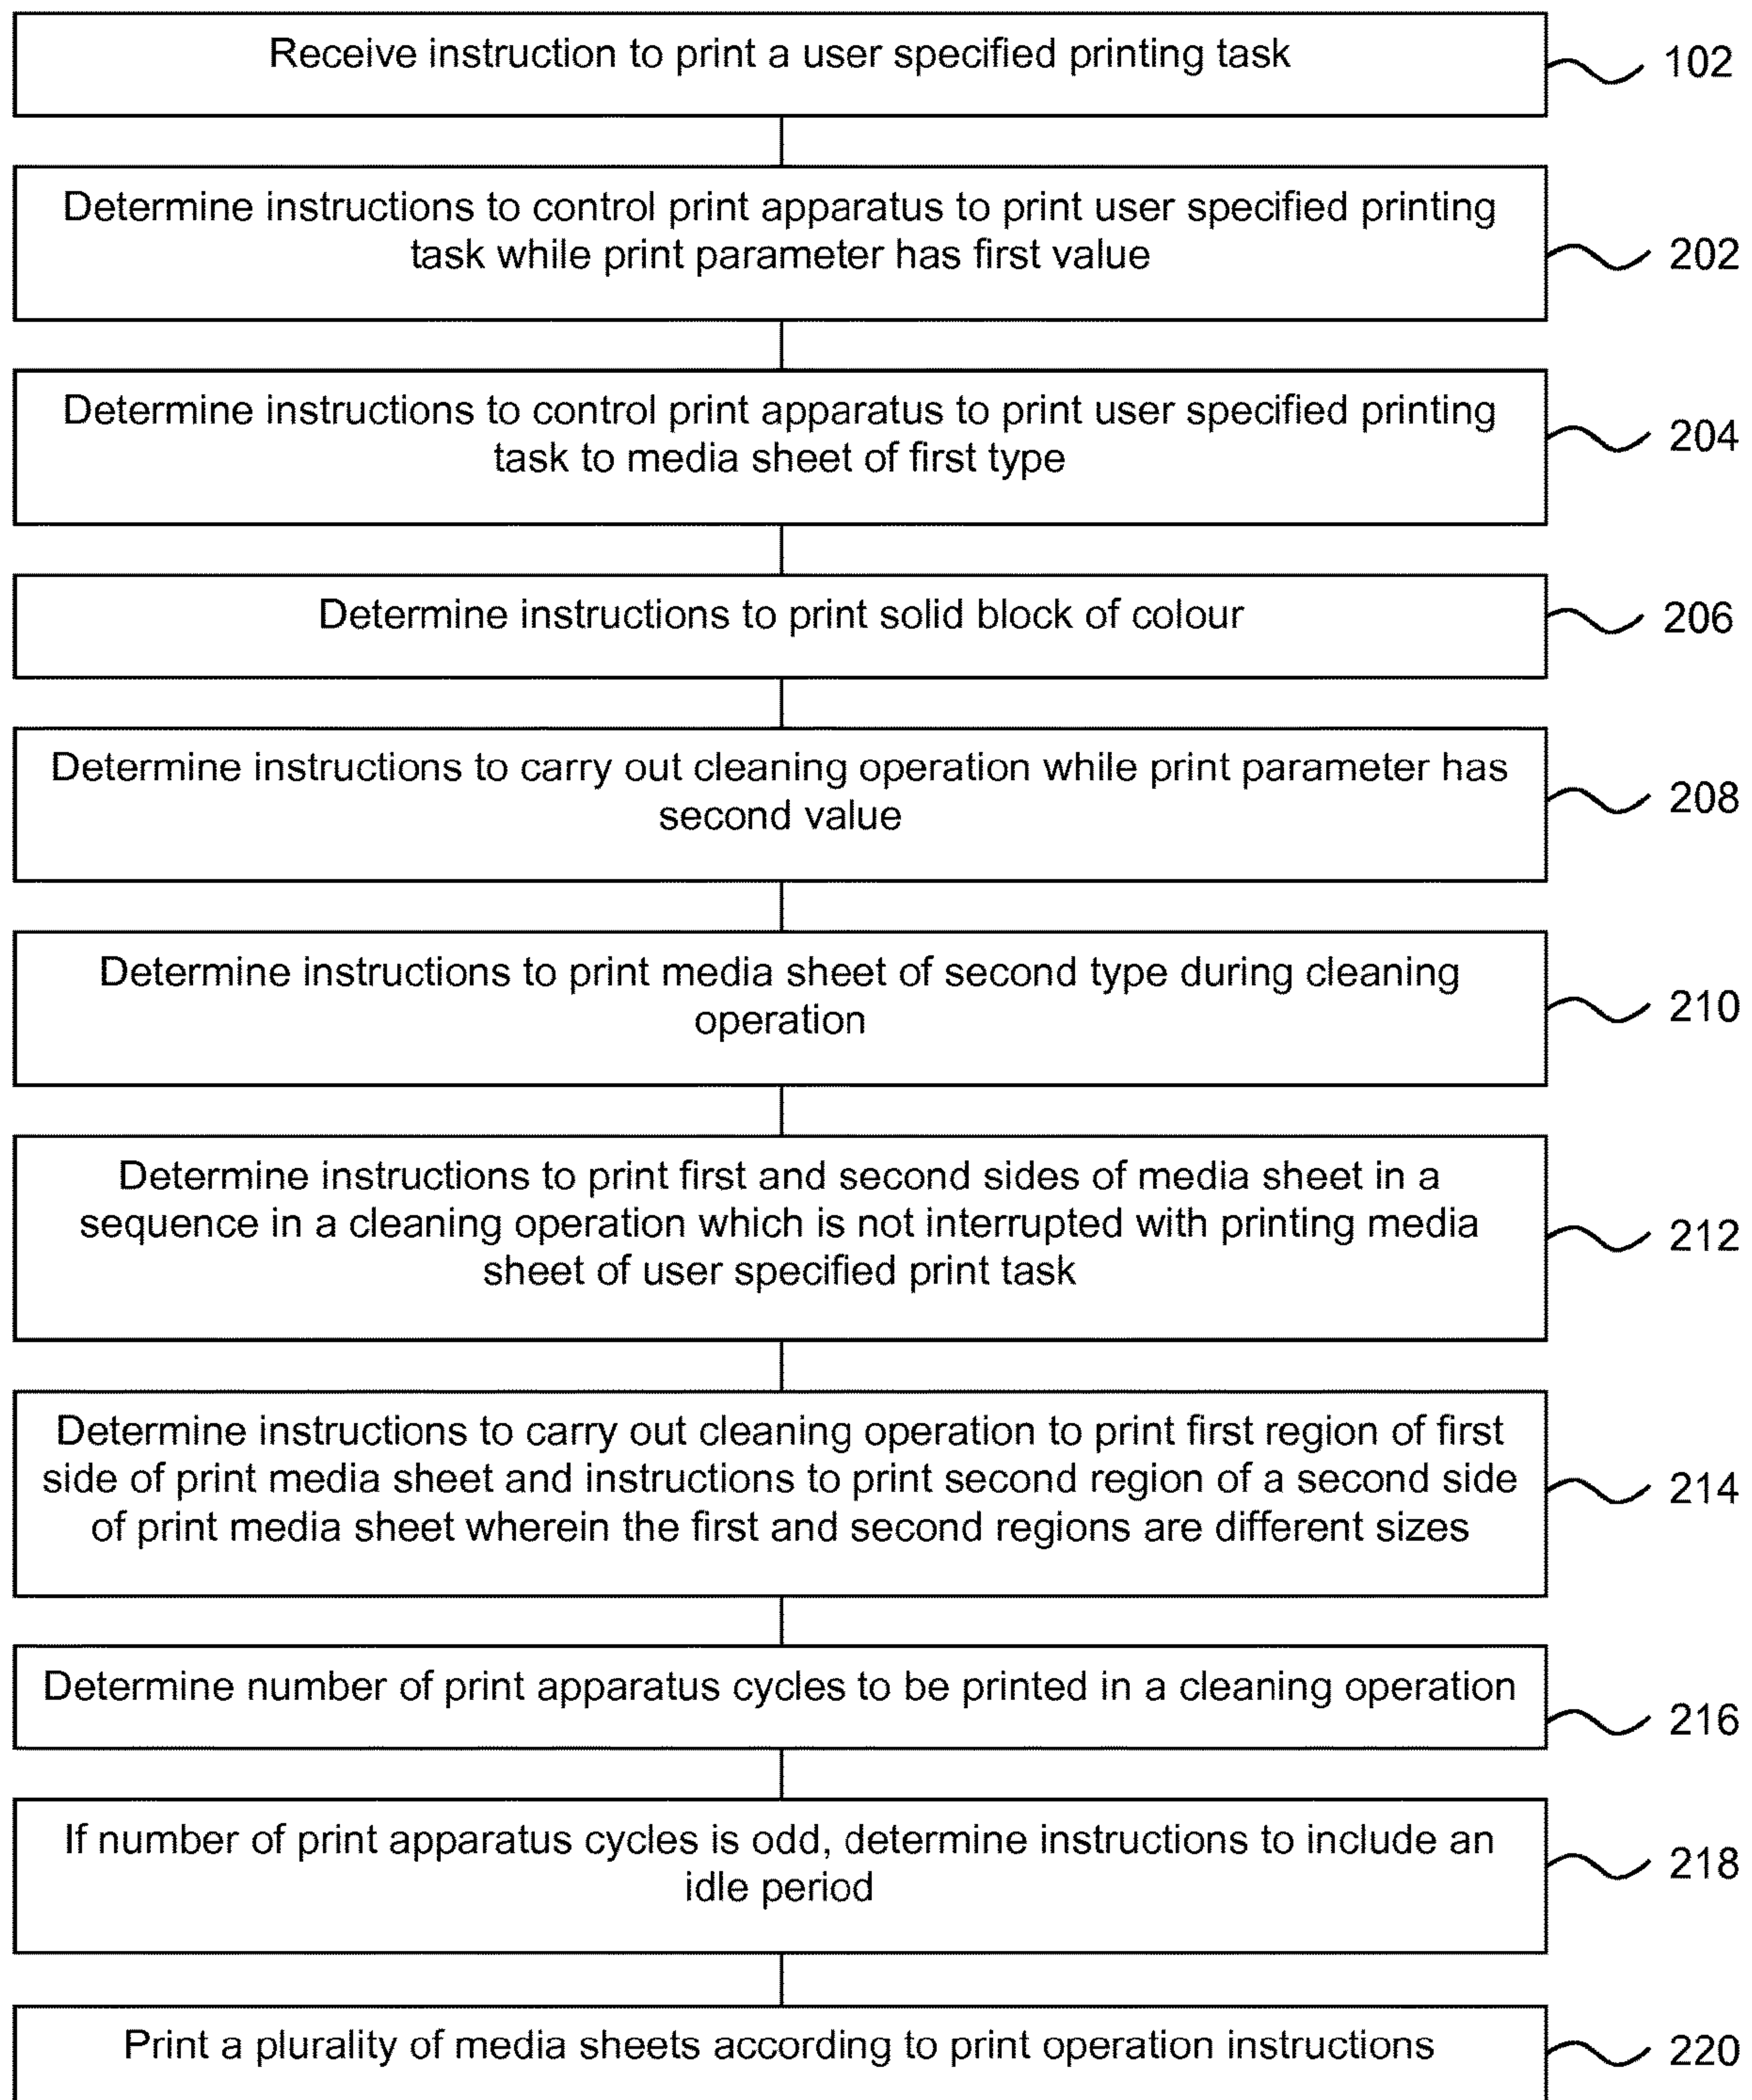 Receive instruction to print a user specified printing task
102
Determine instructions to control print apparatus to print user specified printing
task while print parameter has first value
202
Determine instructions to control print apparatus to print user specified printing
task to media sheet of first type
204
Determine instructions to print solid block of colour
206
Determine instructions to carry out cleaning operation while print parameter has
second value
208
Determine instructions to print media sheet of second type during cleaning
operation
210
Determine instructions to print first and second sides of media sheet in a
sequence in a cleaning operation which is not interrupted with printing media
sheet of user specified print task
212
Determine instructions to carry out cleaning operation to print first region of first
side of print media sheet and instructions to print second region of a second side
of print media sheet wherein the first and second regions are different sizes
214
Determine number of print apparatus cycles to be printed in a cleaning operation
216
If number of print apparatus cycles is odd, determine instructions to include an
idle period
218
Print a plurality of media sheets according to print operation instructions
220